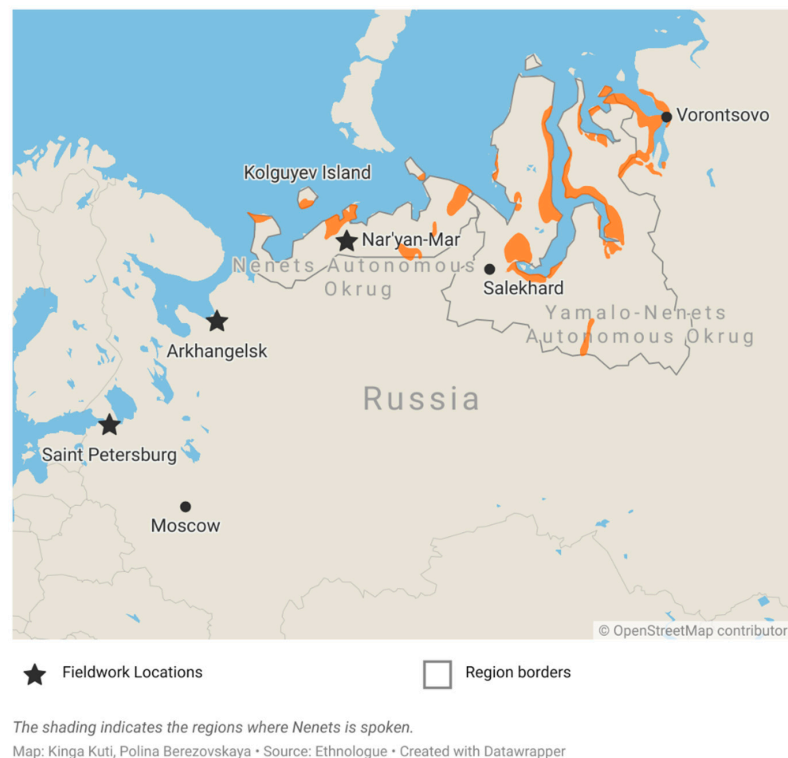 Vorontsovo
Kolguyev Island
Nar'yan-Mar
Nenets Autonomous
Okrug
Salekhard
Yamalo-Nenets
Autonomous Okrug
Arkhangelsk
Russia
Saint Petersburg
Moscow
© OpenStreetMap contributor
Fieldwork Locations
Region borders
The shading indicates the regions where Nenets is spoken.
Map: Kinga Kuti, Polina Berezovskaya • Source: Ethnologue • Created with Datawrapper